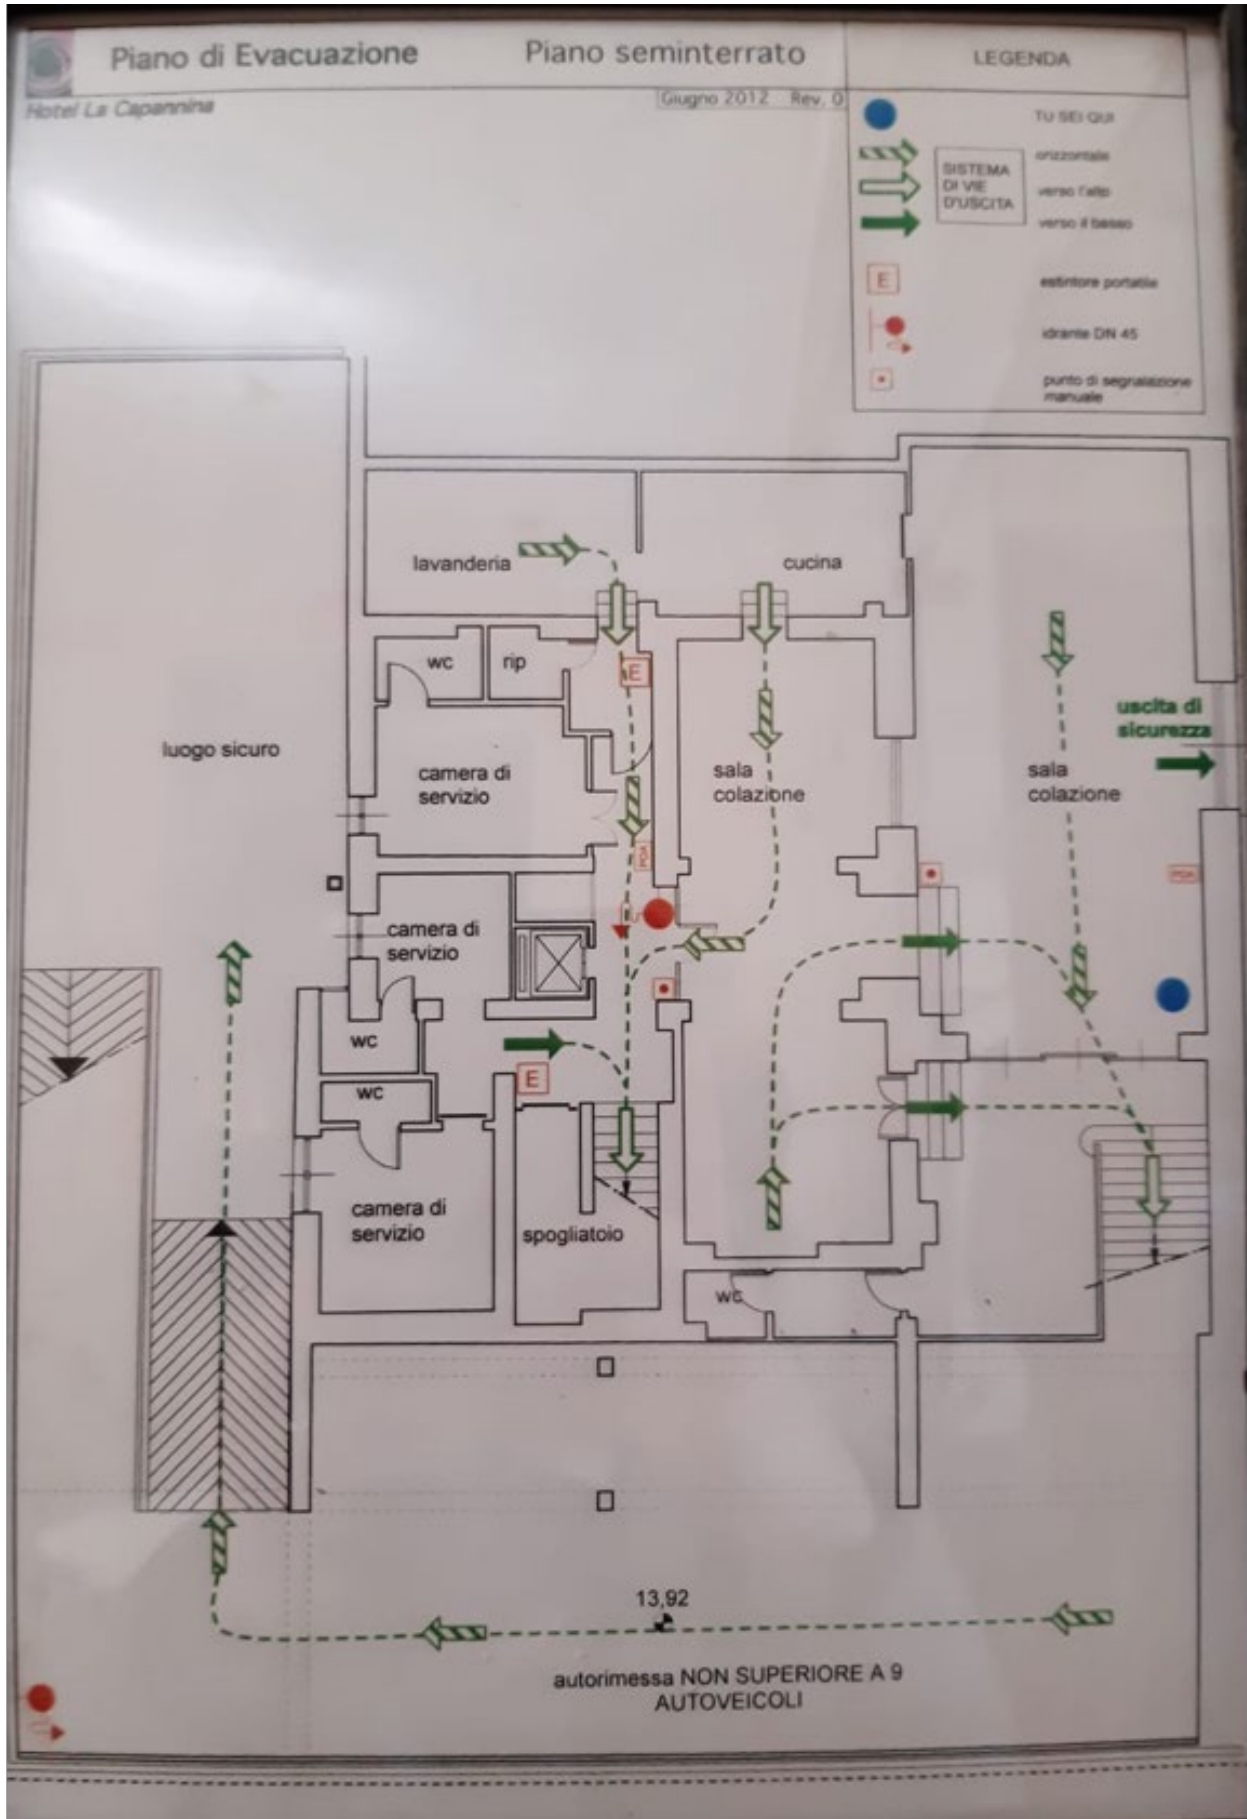 Piano di Evacuazione
Piano seminterrato
LEGENDA
Hotel La Capannina
Giugno 2012 Rev. 0
TU SEI QUI
orizzontale
SISTEMA
DI VIE
D'USCITA
verso l'alto
verso il basso
E
estintore portatile
idrante DN 45
punto di segnalazione
manuale
lavanderia
cucina
wc
rip
E
luogo sicuro
camera di
servizio
sala
colazione
sala
colazione
uscita di
sicurezza
PDA
PDA
camera di
servizio
wc
E
wc
camera di
servizio
spogliatoio
wc
13,92
autorimessa NON SUPERIORE A 9
AUTOVEICOLI